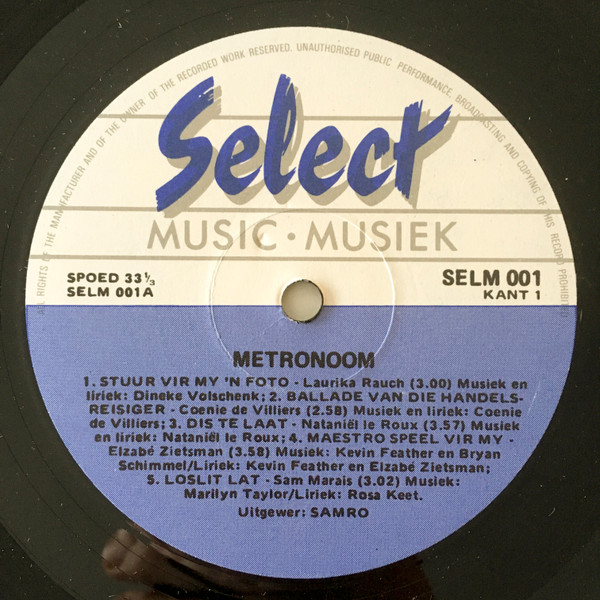 ALL RIGHTS OF THE MANUFACTURER AND OF THE OWNER OF THE RECORDED WORK RESERVED. UNAUTHORISED PUBLIC PERFORMANCE, BROADCASTING AND COPYING OF THIS RECORD PROHIBITED
Select
MUSIC · MUSIEK
SPOED 33⅓
SELM 001A
SELM 001
KANT 1
METRONOOM
1. STUUR VIR MY 'N FOTO - Laurika Rauch (3.00) Musiek en
liriek: Dineke Volschenk; 2. BALLADE VAN DIE HANDELS-
REISIGER - Coenie de Villiers (2.58) Musiek en liriek: Coenie
de Villiers; 3. DIS TE LAAT - Nataniël le Roux (3.57) Musiek
en liriek: Nataniël le Roux; 4. MAESTRO SPEEL VIR MY -
Elzabé Zietsman (3.58) Musiek: Kevin Feather en Bryan
Schimmel/Liriek: Kevin Feather en Elzabé Zietsman;
5. LOSLIT LAT - Sam Marais (3.02) Musiek:
Marilyn Taylor/Liriek: Rosa Keet.
Uitgewer: SAMRO